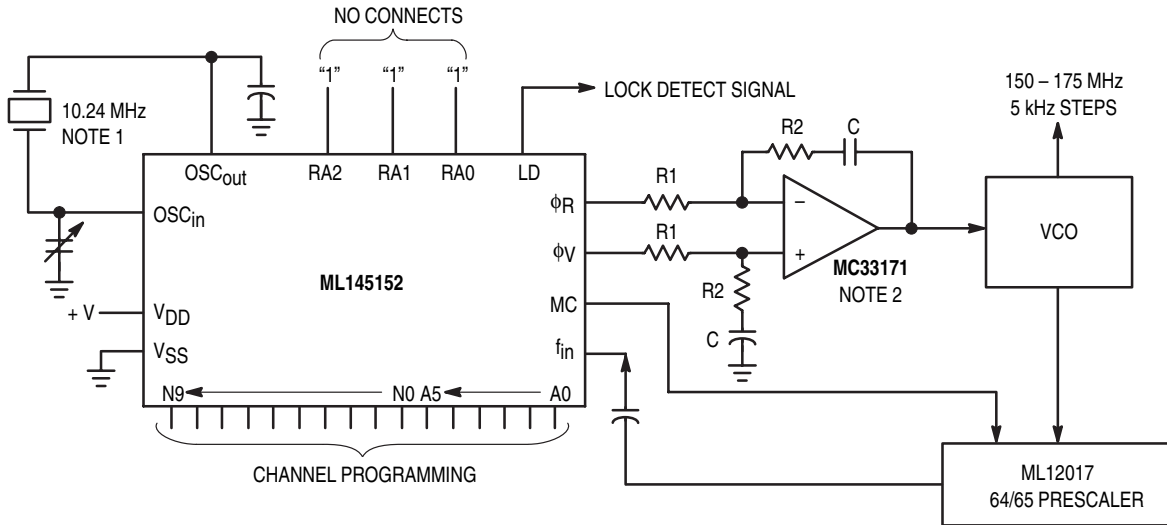 NO CONNECTS
“1” “1” “1”
10.24 MHz
NOTE 1
LOCK DETECT SIGNAL
150 – 175 MHz
5 kHz STEPS
OSCout RA2 RA1 RA0 LD
OSCin
ϕR
ϕV
MC
fin
ML145152
+ V
VDD
VSS
N9 N0 A5 A0
CHANNEL PROGRAMMING
R1
R2 C
R1
–
+
MC33171
NOTE 2
R2
C
VCO
ML12017
64/65 PRESCALER